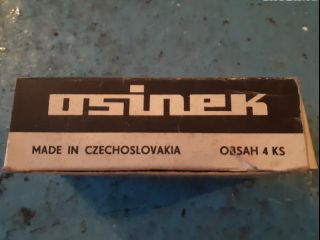 osinek
MADE IN CZECHOSLOVAKIA OBSAH 4 KS